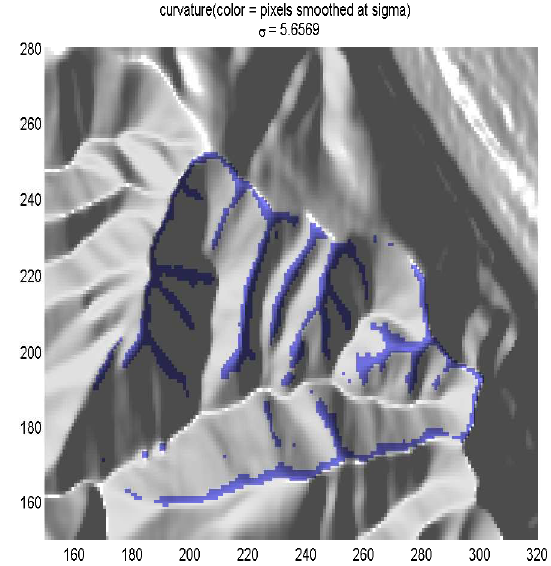 curvature(color = pixels smoothed at sigma)
σ = 5.6569
280
260
240
220
200
180
160
160 180 200 220 240 260 280 300 320